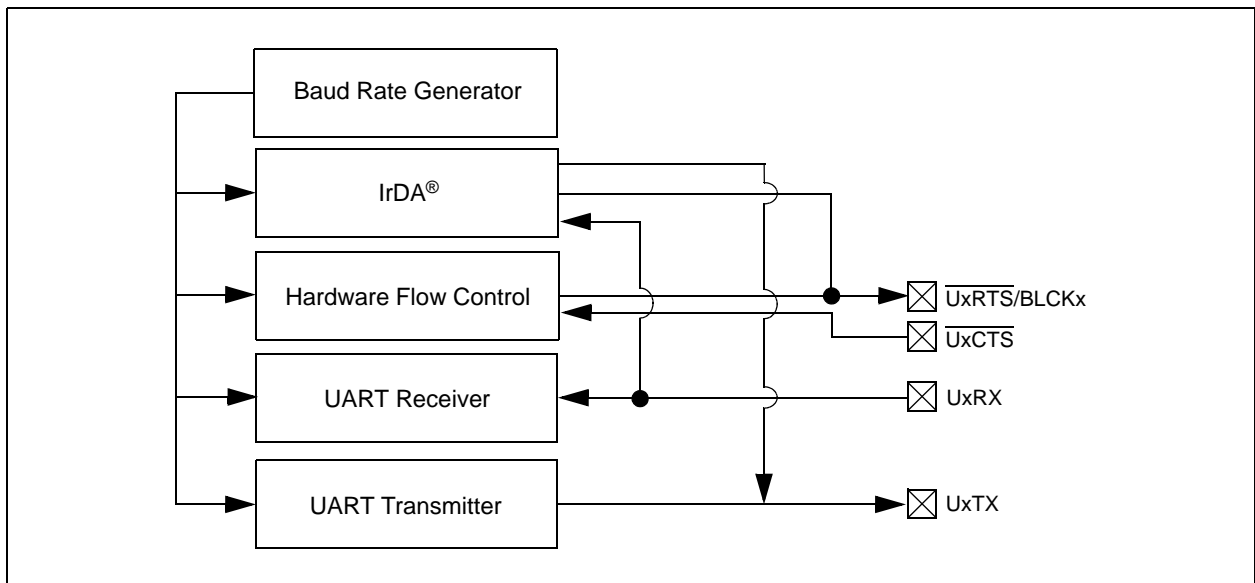 Baud Rate Generator
IrDA®
Hardware Flow Control
UxRTS/BLCKx
UxCTS
UART Receiver
UxRX
UART Transmitter
UxTX